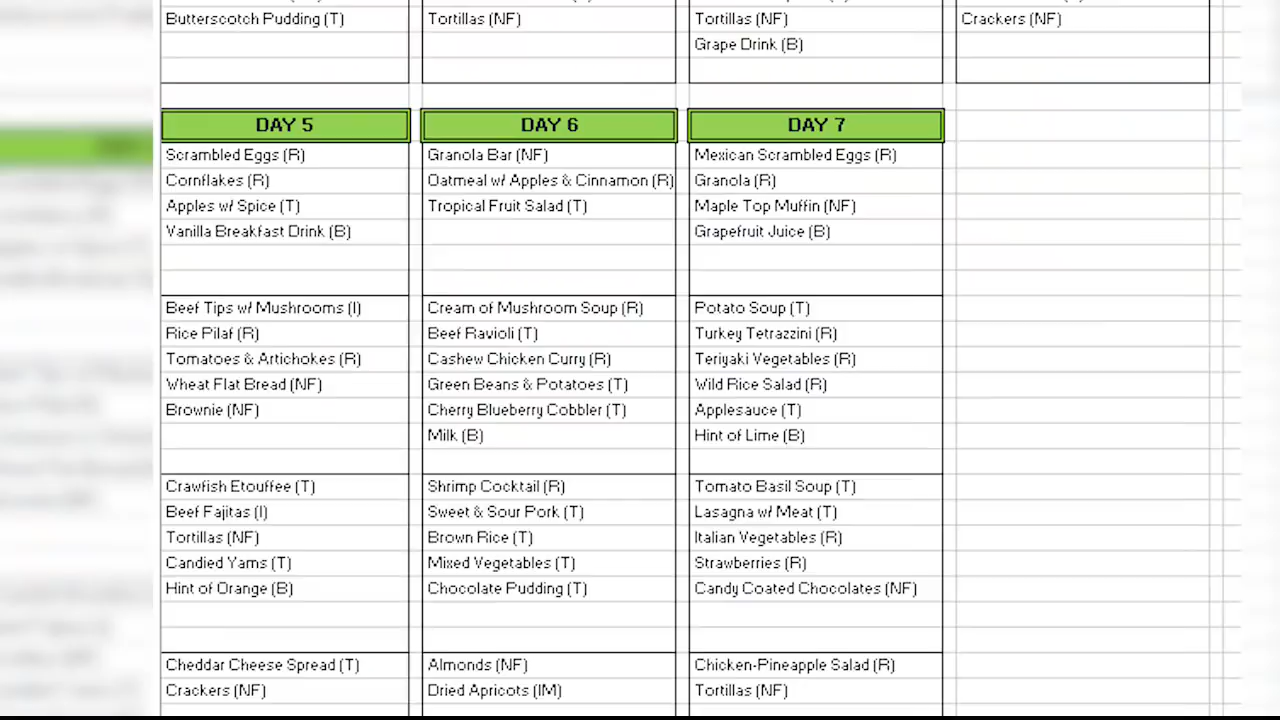 Butterscotch Pudding (T)
Tortillas (NF)
Tortillas (NF)
Grape Drink (B)
Crackers (NF)
DAY 5
Scrambled Eggs (R)
Cornflakes (R)
Apples w/ Spice (T)
Vanilla Breakfast Drink (B)
Beef Tips w/ Mushrooms (I)
Rice Pilaf (R)
Tomatoes & Artichokes (R)
Wheat Flat Bread (NF)
Brownie (NF)
Crawfish Etouffee (T)
Beef Fajitas (I)
Tortillas (NF)
Candied Yams (T)
Hint of Orange (B)
Cheddar Cheese Spread (T)
Crackers (NF)
DAY 6
Granola Bar (NF)
Oatmeal w/ Apples & Cinnamon (R)
Tropical Fruit Salad (T)
Cream of Mushroom Soup (R)
Beef Ravioli (T)
Cashew Chicken Curry (R)
Green Beans & Potatoes (T)
Cherry Blueberry Cobbler (T)
Milk (B)
Shrimp Cocktail (R)
Sweet & Sour Pork (T)
Brown Rice (T)
Mixed Vegetables (T)
Chocolate Pudding (T)
Almonds (NF)
Dried Apricots (IM)
DAY 7
Mexican Scrambled Eggs (R)
Granola (R)
Maple Top Muffin (NF)
Grapefruit Juice (B)
Potato Soup (T)
Turkey Tetrazzini (R)
Teriyaki Vegetables (R)
Wild Rice Salad (R)
Applesauce (T)
Hint of Lime (B)
Tomato Basil Soup (T)
Lasagna w/ Meat (T)
Italian Vegetables (R)
Strawberries (R)
Candy Coated Chocolates (NF)
Chicken-Pineapple Salad (R)
Tortillas (NF)